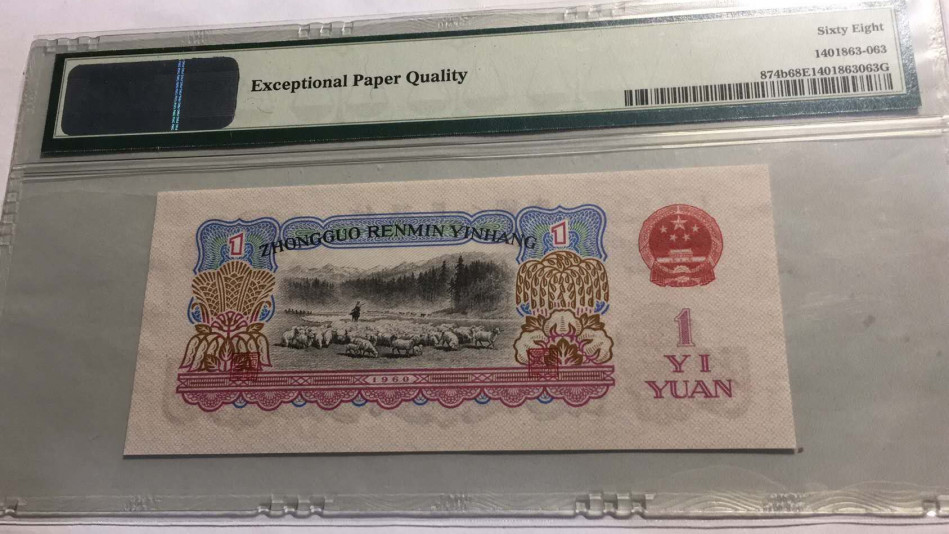 Sixty Eight
Exceptional Paper Quality
1401863-063
874b68E1401863063G
1
ZHONGGUO RENMIN YINHANG
1
1
YI
YUAN
1960